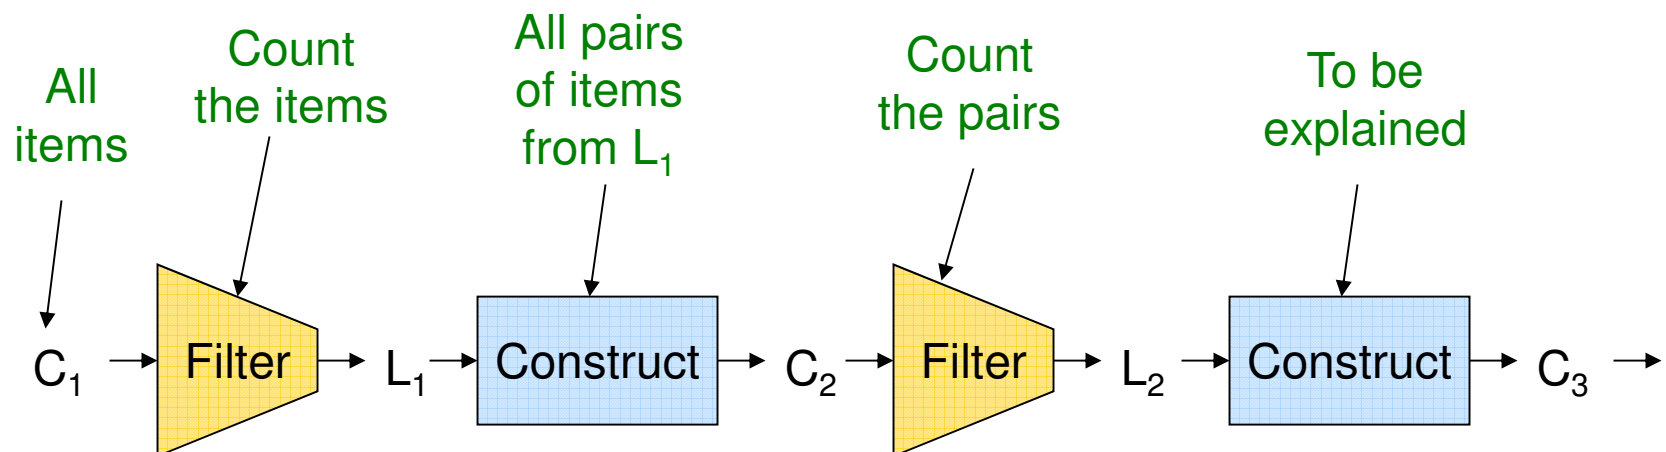 All
items
Count
the items
All pairs
of items
from L₁
Count
the pairs
To be
explained
C₁
Filter
L₁
Construct
C₂
Filter
L₂
Construct
C₃